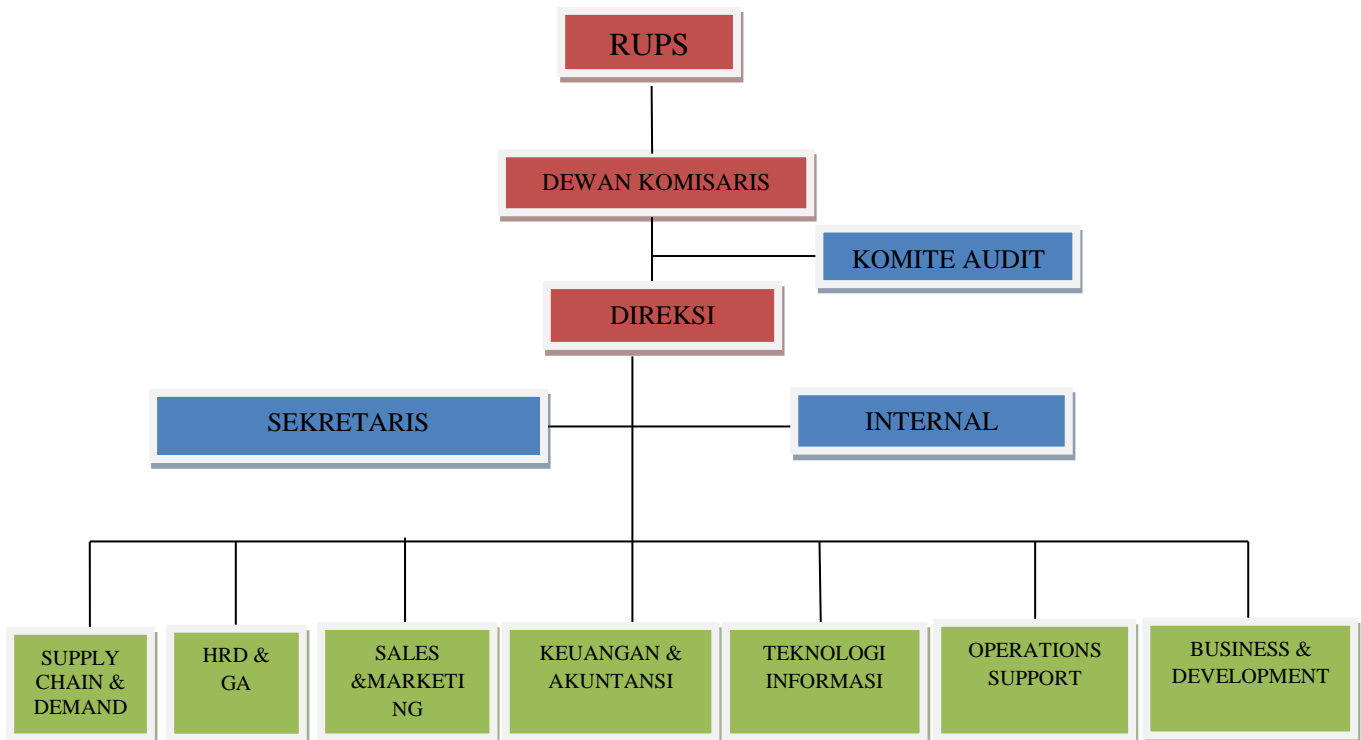 RUPS
DEWAN KOMISARIS
KOMITE AUDIT
DIREKSI
SEKRETARIS
INTERNAL
SUPPLY
CHAIN &
DEMAND
HRD &
GA
SALES
&MARKETI
NG
KEUANGAN &
AKUNTANSI
TEKNOLOGI
INFORMASI
OPERATIONS
SUPPORT
BUSINESS &
DEVELOPMENT